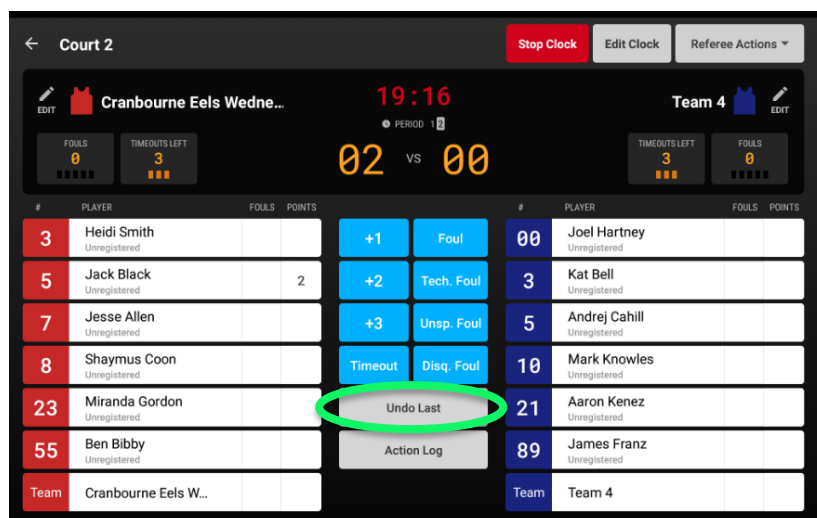 ← Court 2 Stop Clock Edit Clock Referee Actions
EDIT Cranbourne Eels Wedne... 19:16 Team 4 EDIT
PERIOD 1 2
FOULS TIMEOUTS LEFT TIMEOUTS LEFT FOULS
0 3 02 VS 00 3 0
# PLAYER FOULS POINTS # PLAYER FOULS POINTS
3 Heidi Smith +1 Foul 00 Joel Hartney
Unregistered Unregistered
5 Jack Black 2 +2 Tech. Foul 3 Kat Bell
Unregistered Unregistered
7 Jesse Allen +3 Unsp. Foul 5 Andrej Cahill
Unregistered Unregistered
8 Shaymus Coon Timeout Disq. Foul 10 Mark Knowles
Unregistered Unregistered
23 Miranda Gordon Undo Last 21 Aaron Kenez
Unregistered Unregistered
55 Ben Bibby Action Log 89 James Franz
Unregistered Unregistered
Team Cranbourne Eels W... Team Team 4